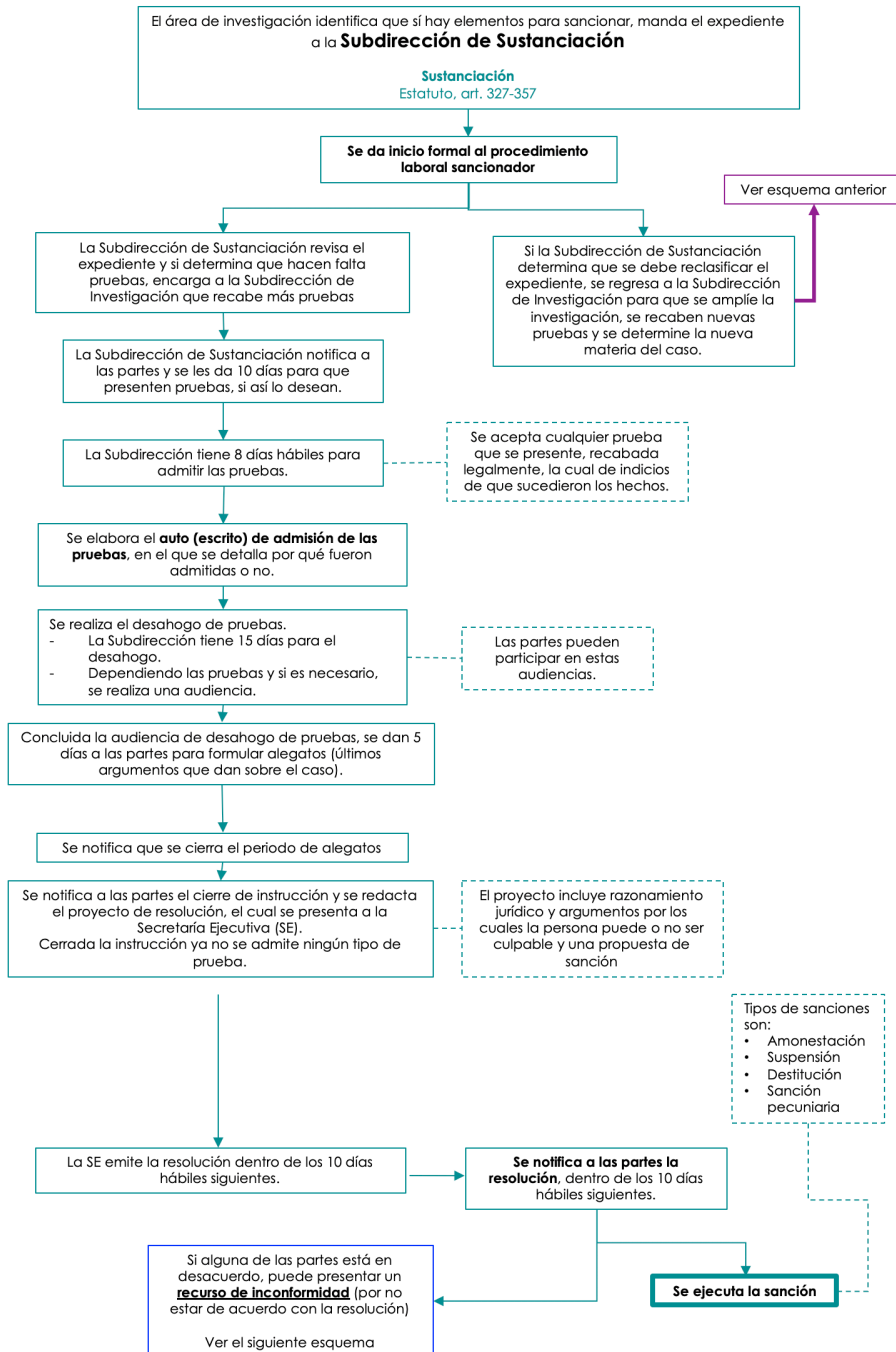 El área de investigación identifica que sí hay elementos para sancionar, manda el expediente
a la Subdirección de Sustanciación
Sustanciación
Estatuto, art. 327-357
Se da inicio formal al procedimiento
laboral sancionador
Ver esquema anterior
La Subdirección de Sustanciación revisa el
expediente y si determina que hacen falta
pruebas, encarga a la Subdirección de
Investigación que recabe más pruebas
Si la Subdirección de Sustanciación
determina que se debe reclasificar el
expediente, se regresa a la Subdirección
de Investigación para que se amplíe la
investigación, se recaben nuevas
pruebas y se determine la nueva
materia del caso.
La Subdirección de Sustanciación notifica a
las partes y se les da 10 días para que
presenten pruebas, si así lo desean.
La Subdirección tiene 8 días hábiles para
admitir las pruebas.
Se acepta cualquier prueba
que se presente, recabada
legalmente, la cual de indicios
de que sucedieron los hechos.
Se elabora el auto (escrito) de admisión de las
pruebas, en el que se detalla por qué fueron
admitidas o no.
Se realiza el desahogo de pruebas.
- La Subdirección tiene 15 días para el
desahogo.
- Dependiendo las pruebas y si es necesario,
se realiza una audiencia.
Las partes pueden
participar en estas
audiencias.
Concluida la audiencia de desahogo de pruebas, se dan 5
días a las partes para formular alegatos (últimos
argumentos que dan sobre el caso).
Se notifica que se cierra el periodo de alegatos
Se notifica a las partes el cierre de instrucción y se redacta
el proyecto de resolución, el cual se presenta a la
Secretaría Ejecutiva (SE).
Cerrada la instrucción ya no se admite ningún tipo de
prueba.
El proyecto incluye razonamiento
jurídico y argumentos por los
cuales la persona puede o no ser
culpable y una propuesta de
sanción
Tipos de sanciones
son:
• Amonestación
• Suspensión
• Destitución
• Sanción
pecuniaria
La SE emite la resolución dentro de los 10 días
hábiles siguientes.
Se notifica a las partes la
resolución, dentro de los 10 días
hábiles siguientes.
Si alguna de las partes está en
desacuerdo, puede presentar un
recurso de inconformidad (por no
estar de acuerdo con la resolución)
Ver el siguiente esquema
Se ejecuta la sanción